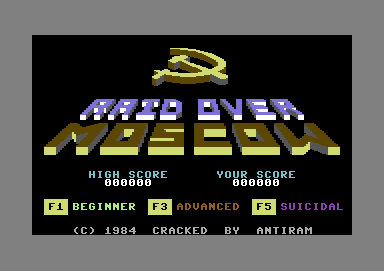 RAID OVER
MOSCOW
HIGH SCORE YOUR SCORE
000000 000000
F1 BEGINNER F3 ADVANCED F5 SUICIDAL
(C) 1984 CRACKED BY ANTIRAM